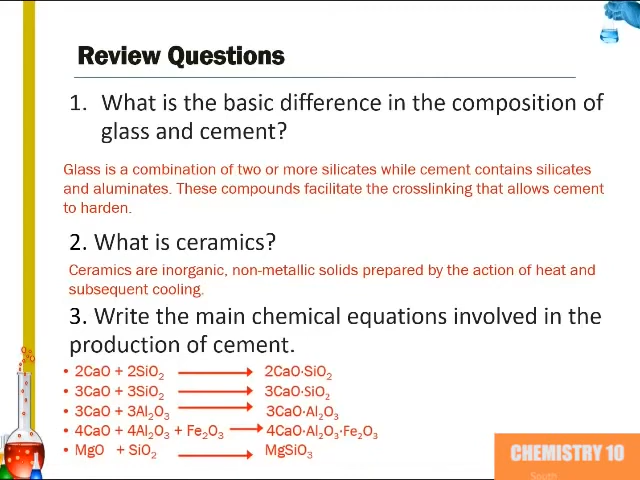 Review Questions
1. What is the basic difference in the composition of
glass and cement?
Glass is a combination of two or more silicates while cement contains silicates
and aluminates. These compounds facilitate the crosslinking that allows cement
to harden.
2. What is ceramics?
Ceramics are inorganic, non-metallic solids prepared by the action of heat and
subsequent cooling.
3. Write the main chemical equations involved in the
production of cement.
• 2CaO + 2SiO₂ ⟶ 2CaO·SiO₂
• 3CaO + 3SiO₂ ⟶ 3CaO·SiO₂
• 3CaO + 3Al₂O₃ ⟶ 3CaO·Al₂O₃
• 4CaO + 4Al₂O₃ + Fe₂O₃ ⟶ 4CaO·Al₂O₃·Fe₂O₃
• MgO + SiO₂ ⟶ MgSiO₃
CHEMISTRY 10
South